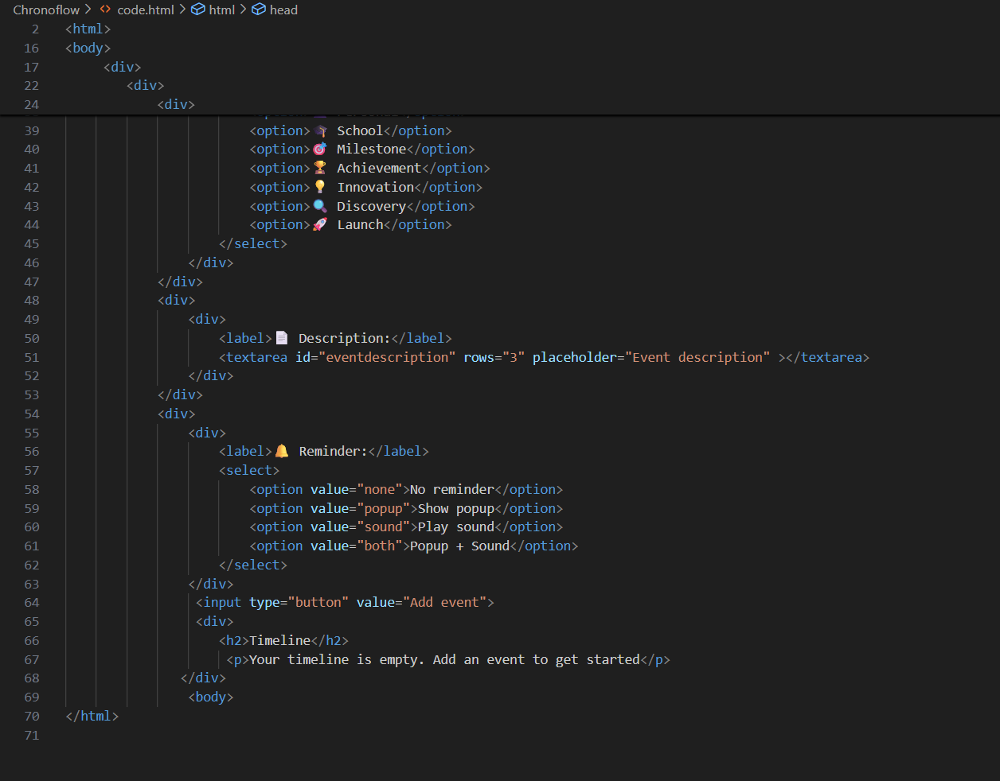 Chronoflow > <> code.html > html > head
2 <html>
16 <body>
17 <div>
22 <div>
24 <div>
39 <option>🎓 School</option>
40 <option>🎯 Milestone</option>
41 <option>🏆 Achievement</option>
42 <option>💡 Innovation</option>
43 <option>🔍 Discovery</option>
44 <option>🚀 Launch</option>
45 </select>
46 </div>
47 </div>
48 <div>
49 <div>
50 <label>📄 Description:</label>
51 <textarea id="eventdescription" rows="3" placeholder="Event description" ></textarea>
52 </div>
53 </div>
54 <div>
55 <div>
56 <label>🔔 Reminder:</label>
57 <select>
58 <option value="none">No reminder</option>
59 <option value="popup">Show popup</option>
60 <option value="sound">Play sound</option>
61 <option value="both">Popup + Sound</option>
62 </select>
63 </div>
64 <input type="button" value="Add event">
65 <div>
66 <h2>Timeline</h2>
67 <p>Your timeline is empty. Add an event to get started</p>
68 </div>
69 <body>
70 </html>
71